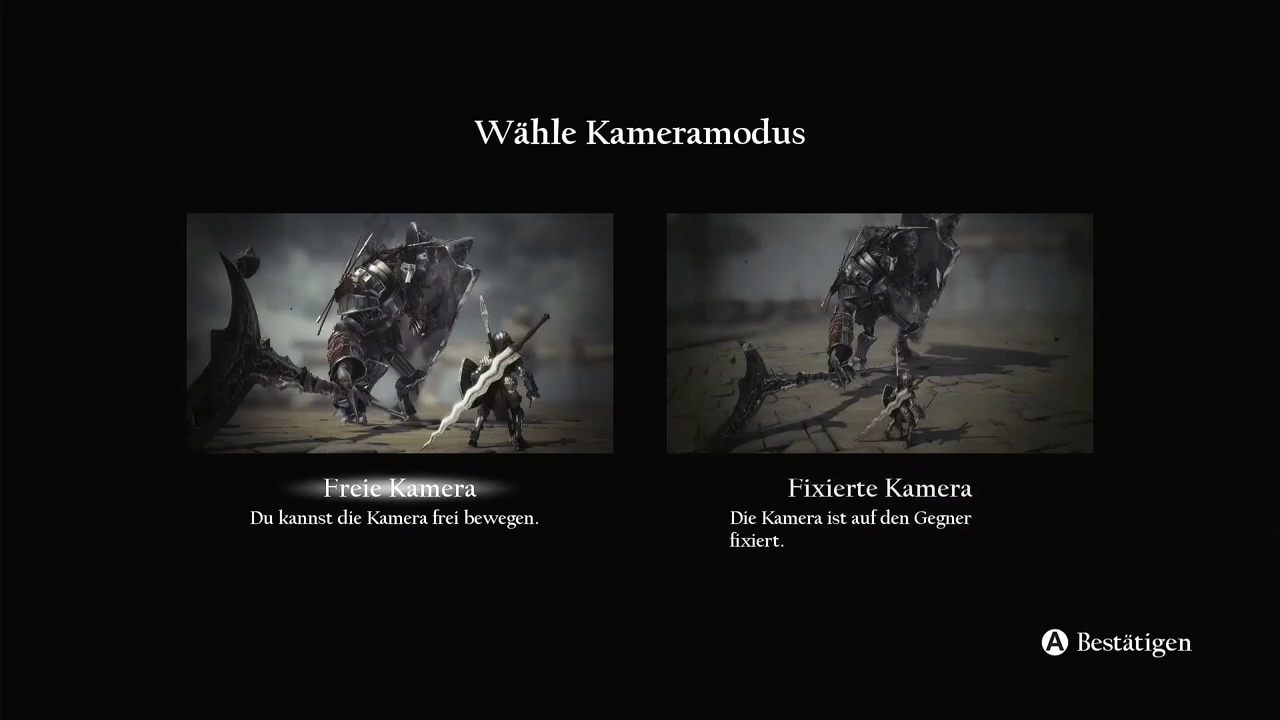 Wähle Kameramodus
Freie Kamera
Du kannst die Kamera frei bewegen.
Fixierte Kamera
Die Kamera ist auf den Gegner
fixiert.
A Bestätigen